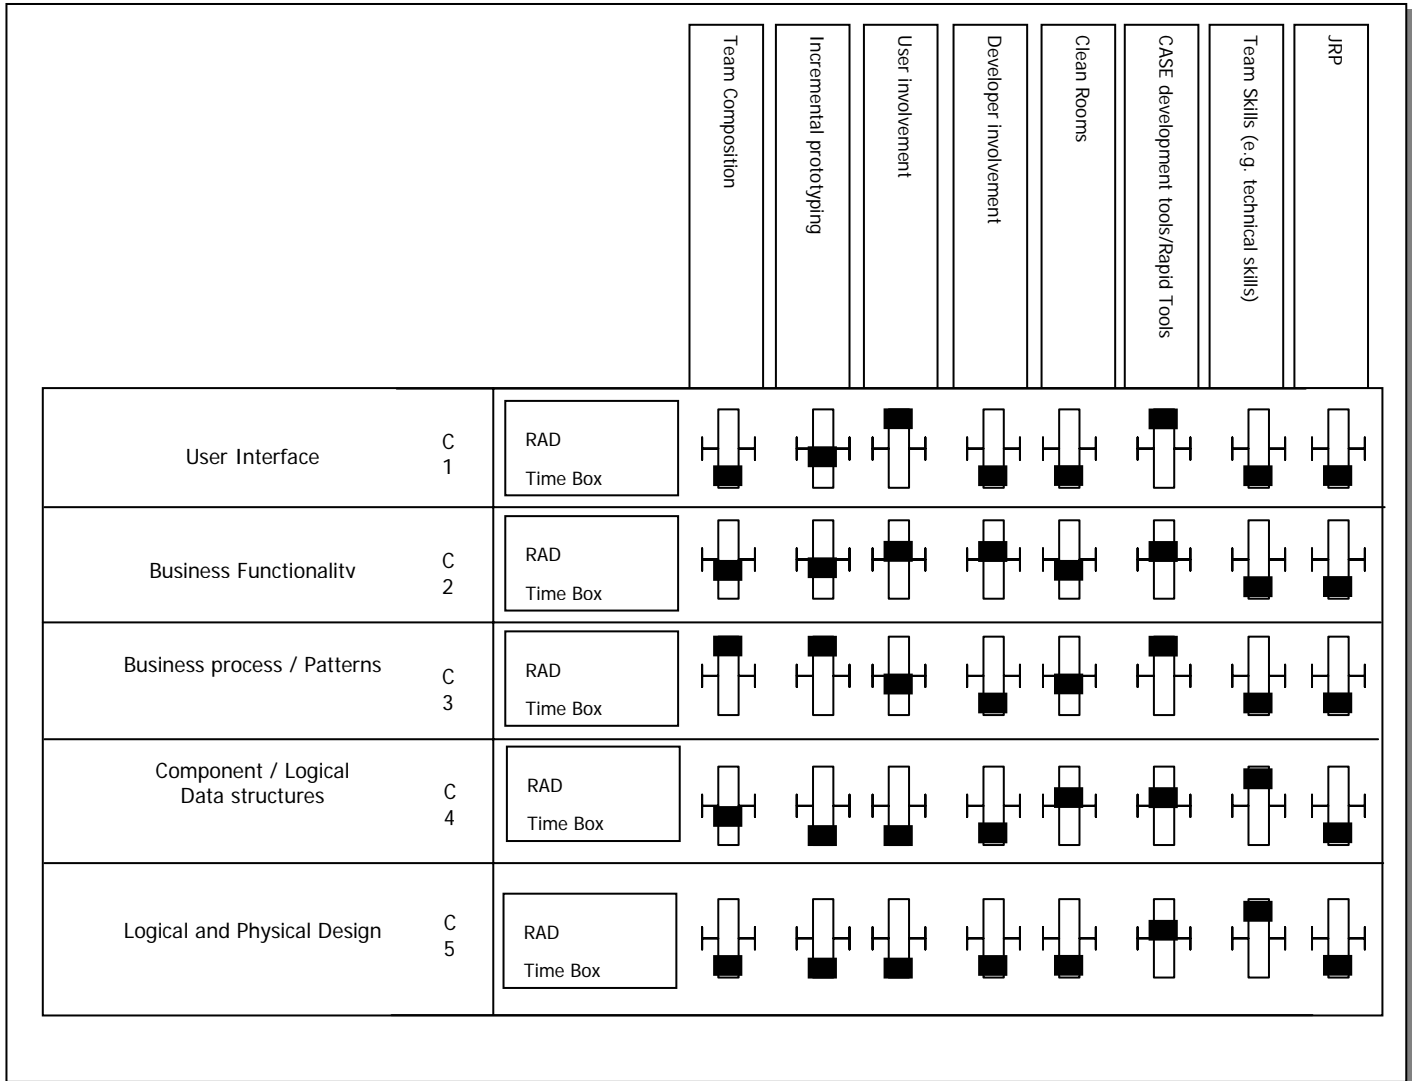 Team Composition
Incremental prototyping
User involvement
Developer involvement
Clean Rooms
CASE development tools/Rapid Tools
Team Skills (e.g. technical skills)
JRP
User Interface
C
1
RAD
Time Box
Business Functionality
C
2
RAD
Time Box
Business process / Patterns
C
3
RAD
Time Box
Component / Logical
Data structures
C
4
RAD
Time Box
Logical and Physical Design
C
5
RAD
Time Box